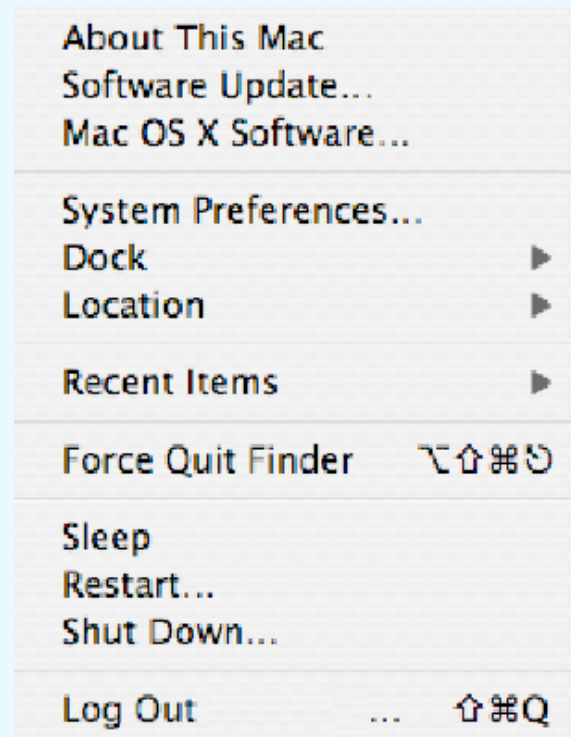 About This Mac
Software Update...
Mac OS X Software...
System Preferences...
Dock ▶
Location ▶
Recent Items ▶
Force Quit Finder ⌥⇧⌘⎋
Sleep
Restart...
Shut Down...
Log Out ... ⇧⌘Q